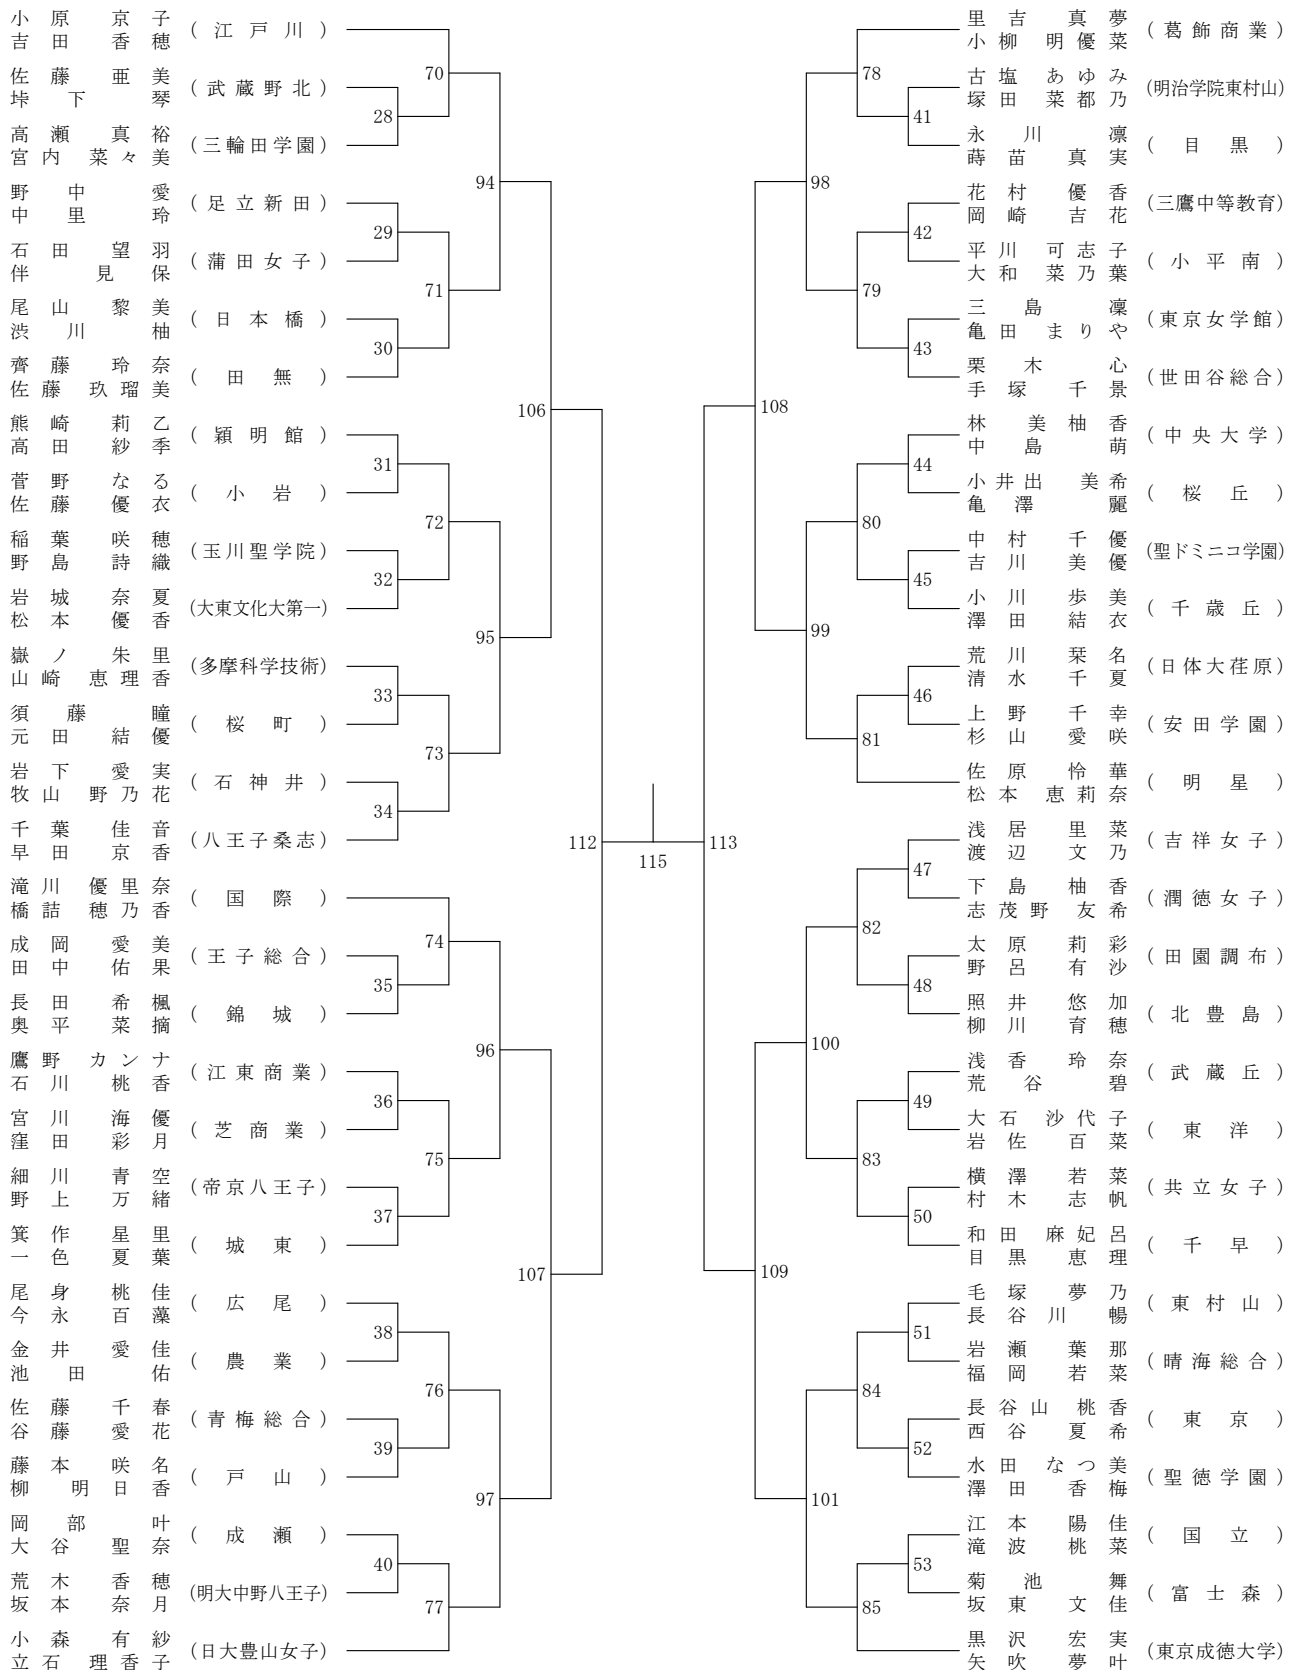 小原 京子
吉田 香穂
(江戸川)
70
佐藤 亜美
垰下 琴
(武蔵野北)
28
高瀬 真裕
宮内 菜々美
(三輪田学園)
94
野中 愛
中里 玲
(足立新田)
29
石田 望羽
伴 見保
(蒲田女子)
71
尾山 黎美
渋川 柚
(日本橋)
30
齊藤 玲奈
佐藤 玖瑠美
(田無)
106
熊崎 莉乙
高田 紗季
(穎明館)
31
菅野 なる
佐藤 優衣
(小岩)
72
稲葉 咲穂
野島 詩織
(玉川聖学院)
32
岩城 奈夏
松本 優香
(大東文化大第一)
95
嶽ノ 朱里
山崎 恵理香
(多摩科学技術)
33
須藤 瞳
元田 結優
(桜町)
73
岩下 愛実
牧山 野乃花
(石神井)
34
千葉 佳音
早田 京香
(八王子桑志)
112
115
113
滝川 優里奈
橋詰 穂乃香
(国際)
74
成岡 愛美
田中 佑果
(王子総合)
35
長田 希楓
奥平 菜摘
(錦城)
96
鷹野 カンナ
石川 桃香
(江東商業)
36
宮川 海優
窪田 彩月
(芝商業)
75
細川 青空
野上 万緒
(帝京八王子)
37
箕作 星里
一色 夏葉
(城東)
107
尾身 桃佳
今永 百藻
(広尾)
38
金井 愛佳
池田 佑
(農業)
76
佐藤 千春
谷藤 愛花
(青梅総合)
39
藤本 咲名
柳 明日香
(戸山)
97
岡部 叶
大谷 聖奈
(成瀬)
40
荒木 香穂
坂本 奈月
(明大中野八王子)
77
小森 有紗
立石 理香子
(日大豊山女子)
里吉 真夢
小柳 明優菜
(葛飾商業)
78
古塩 あゆみ
塚田 菜都乃
(明治学院東村山)
41
永川 凛
蒔苗 真実
(目黒)
98
花村 優香
岡崎 吉花
(三鷹中等教育)
42
平川 可志子
大和 菜乃葉
(小平南)
79
三島 凜
亀田 まりや
(東京女学館)
43
栗木 心
手塚 千景
(世田谷総合)
108
林 美柚香
中島 萌
(中央大学)
44
小井出 美希
亀澤 麗
(桜丘)
80
中村 千優
吉川 美優
(聖ドミニコ学園)
45
小川 歩美
澤田 結衣
(千歳丘)
99
荒川 栞名
清水 千夏
(日体大荏原)
46
上野 千幸
杉山 愛咲
(安田学園)
81
佐原 怜華
松本 恵莉奈
(明星)
浅居 里菜
渡辺 文乃
(吉祥女子)
47
下島 柚香
志茂野 友希
(潤徳女子)
82
太原 莉彩
野呂 有沙
(田園調布)
48
照井 悠加
柳川 育穂
(北豊島)
100
浅香 玲奈
荒谷 碧
(武蔵丘)
49
大石 沙代子
岩佐 百菜
(東洋)
83
横澤 若菜
村木 志帆
(共立女子)
50
和田 麻妃呂
目黒 恵理
(千早)
109
毛塚 夢乃
長谷川 暢
(東村山)
51
岩瀬 葉那
福岡 若菜
(晴海総合)
84
長谷山 桃香
西谷 夏希
(東京)
52
水田 なつ美
澤田 香梅
(聖徳学園)
101
江本 陽佳
滝波 桃菜
(国立)
53
菊池 舞
坂東 文佳
(富士森)
85
黒沢 宏実
矢吹 夢叶
(東京成徳大学)